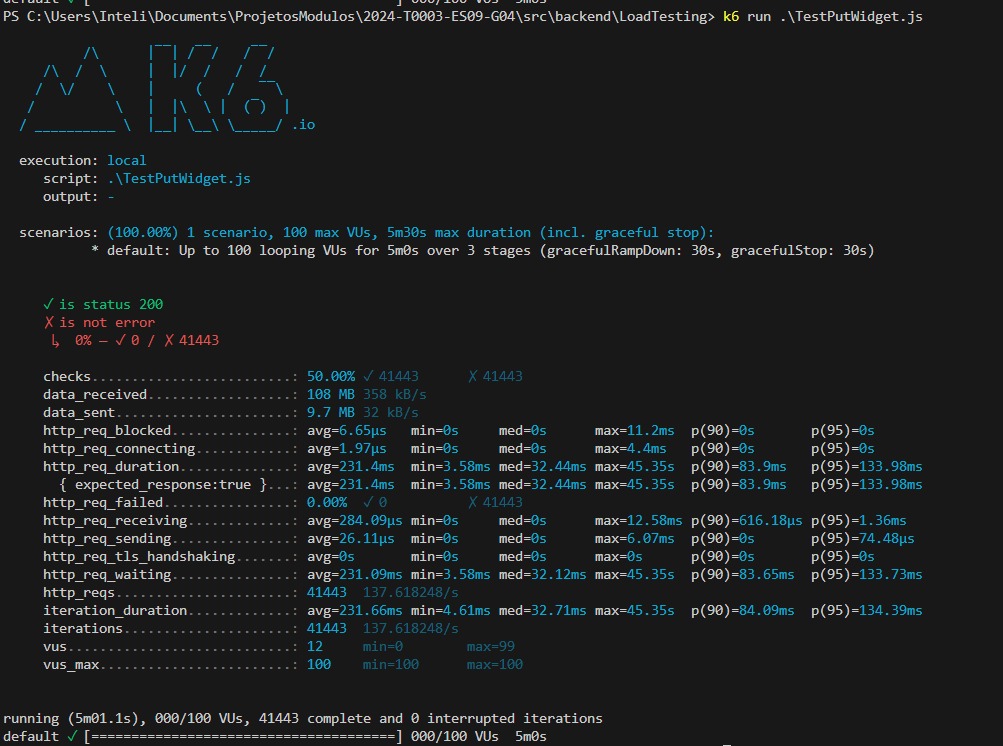 default ✓ [ ] 000/100 VUs 5m0s
PS C:\Users\Inteli\Documents\ProjetosModulos\2024-T0003-ES09-G04\src\backend\LoadTesting> k6 run .\TestPutWidget.js
K6 .io
execution: local
script: .\TestPutWidget.js
output: -
scenarios: (100.00%) 1 scenario, 100 max VUs, 5m30s max duration (incl. graceful stop):
* default: Up to 100 looping VUs for 5m0s over 3 stages (gracefulRampDown: 30s, gracefulStop: 30s)
✓ is status 200
✗ is not error
↳ 0% — ✓ 0 / ✗ 41443
checks.........................: 50.00% ✓ 41443 ✗ 41443
data_received..................: 108 MB 358 kB/s
data_sent......................: 9.7 MB 32 kB/s
http_req_blocked...............: avg=6.65µs min=0s med=0s max=11.2ms p(90)=0s p(95)=0s
http_req_connecting............: avg=1.97µs min=0s med=0s max=4.4ms p(90)=0s p(95)=0s
http_req_duration..............: avg=231.4ms min=3.58ms med=32.44ms max=45.35s p(90)=83.9ms p(95)=133.98ms
{ expected_response:true }...: avg=231.4ms min=3.58ms med=32.44ms max=45.35s p(90)=83.9ms p(95)=133.98ms
http_req_failed................: 0.00% ✓ 0 ✗ 41443
http_req_receiving.............: avg=284.09µs min=0s med=0s max=12.58ms p(90)=616.18µs p(95)=1.36ms
http_req_sending...............: avg=26.11µs min=0s med=0s max=6.07ms p(90)=0s p(95)=74.48µs
http_req_tls_handshaking.......: avg=0s min=0s med=0s max=0s p(90)=0s p(95)=0s
http_req_waiting...............: avg=231.09ms min=3.58ms med=32.12ms max=45.35s p(90)=83.65ms p(95)=133.73ms
http_reqs......................: 41443 137.618248/s
iteration_duration.............: avg=231.66ms min=4.61ms med=32.71ms max=45.35s p(90)=84.09ms p(95)=134.39ms
iterations.....................: 41443 137.618248/s
vus............................: 12 min=0 max=99
vus_max........................: 100 min=100 max=100
running (5m01.1s), 000/100 VUs, 41443 complete and 0 interrupted iterations
default ✓ [======================================] 000/100 VUs 5m0s